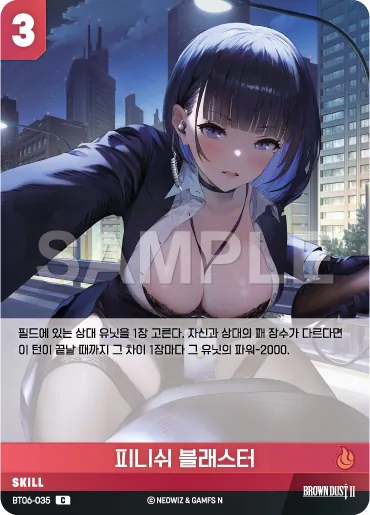 3
SAMPLE
필드에 있는 상대 유닛을 1장 고른다. 자신과 상대의 패 장수가 다르다면
이 턴이 끝날 때까지 그 차이 1장마다 그 유닛의 파워-2000.
피니쉬 블래스터
SKILL
BT06-035 C ⓒ NEOWIZ & GAMFS N BROWN DUST II